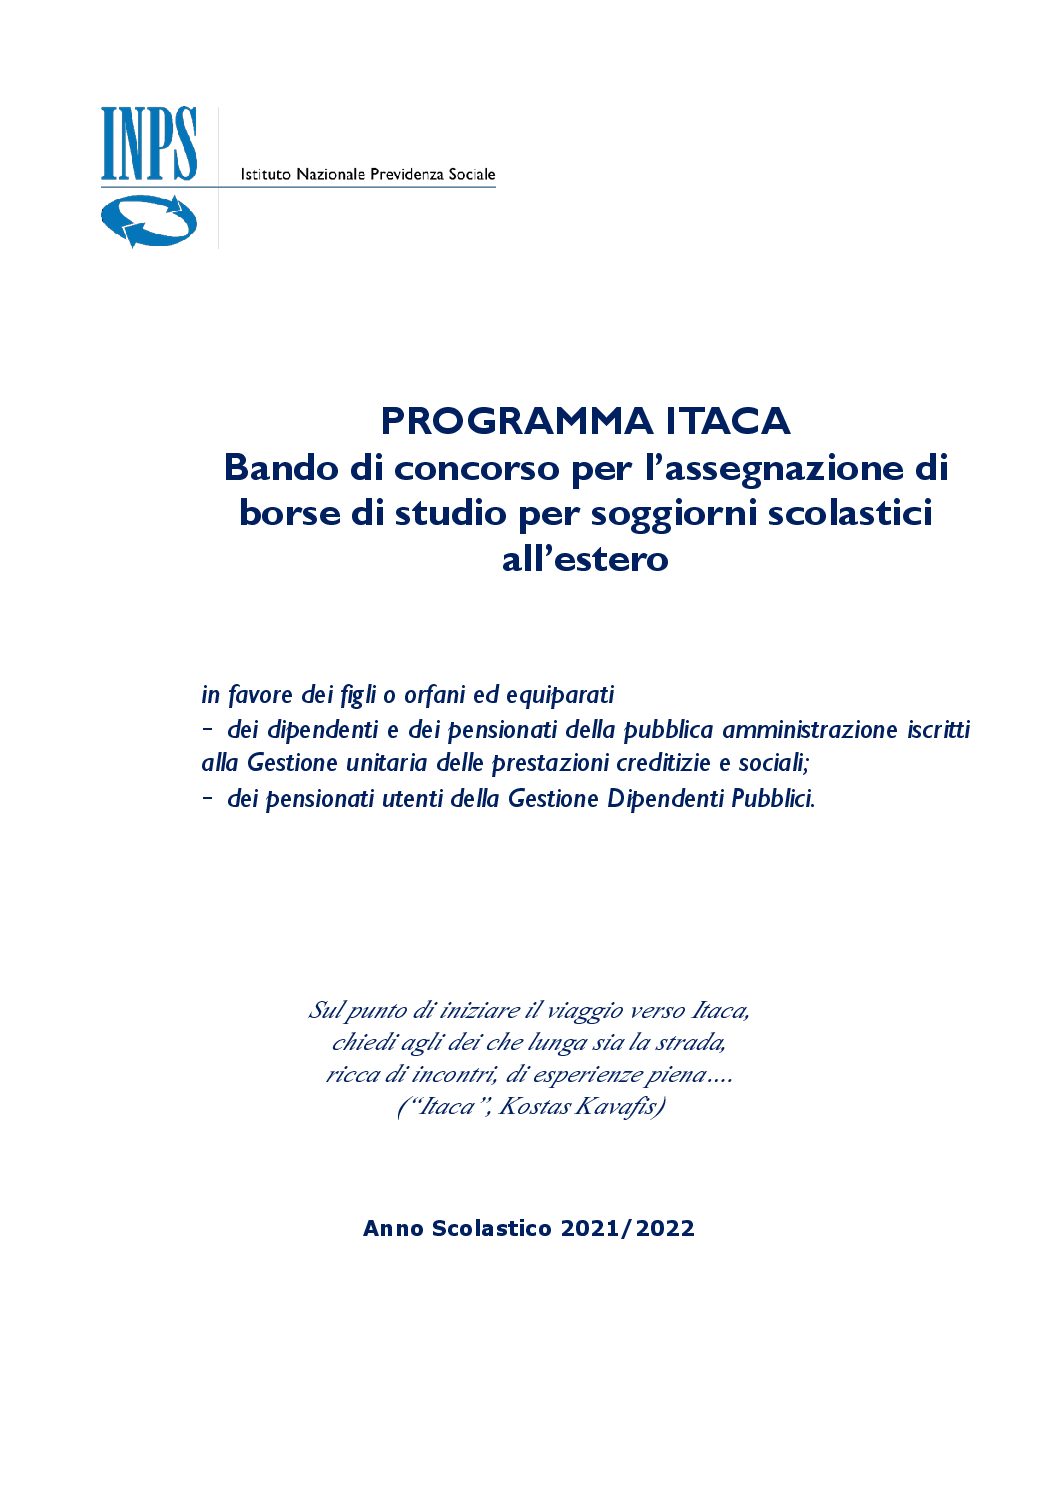 INPS
Istituto Nazionale Previdenza Sociale
PROGRAMMA ITACA
Bando di concorso per l’assegnazione di
borse di studio per soggiorni scolastici
all’estero
in favore dei figli o orfani ed equiparati
- dei dipendenti e dei pensionati della pubblica amministrazione iscritti
alla Gestione unitaria delle prestazioni creditizie e sociali;
- dei pensionati utenti della Gestione Dipendenti Pubblici.
Sul punto di iniziare il viaggio verso Itaca,
chiedi agli dei che lunga sia la strada,
ricca di incontri, di esperienze piena….
(“Itaca”, Kostas Kavafis)
Anno Scolastico 2021/2022